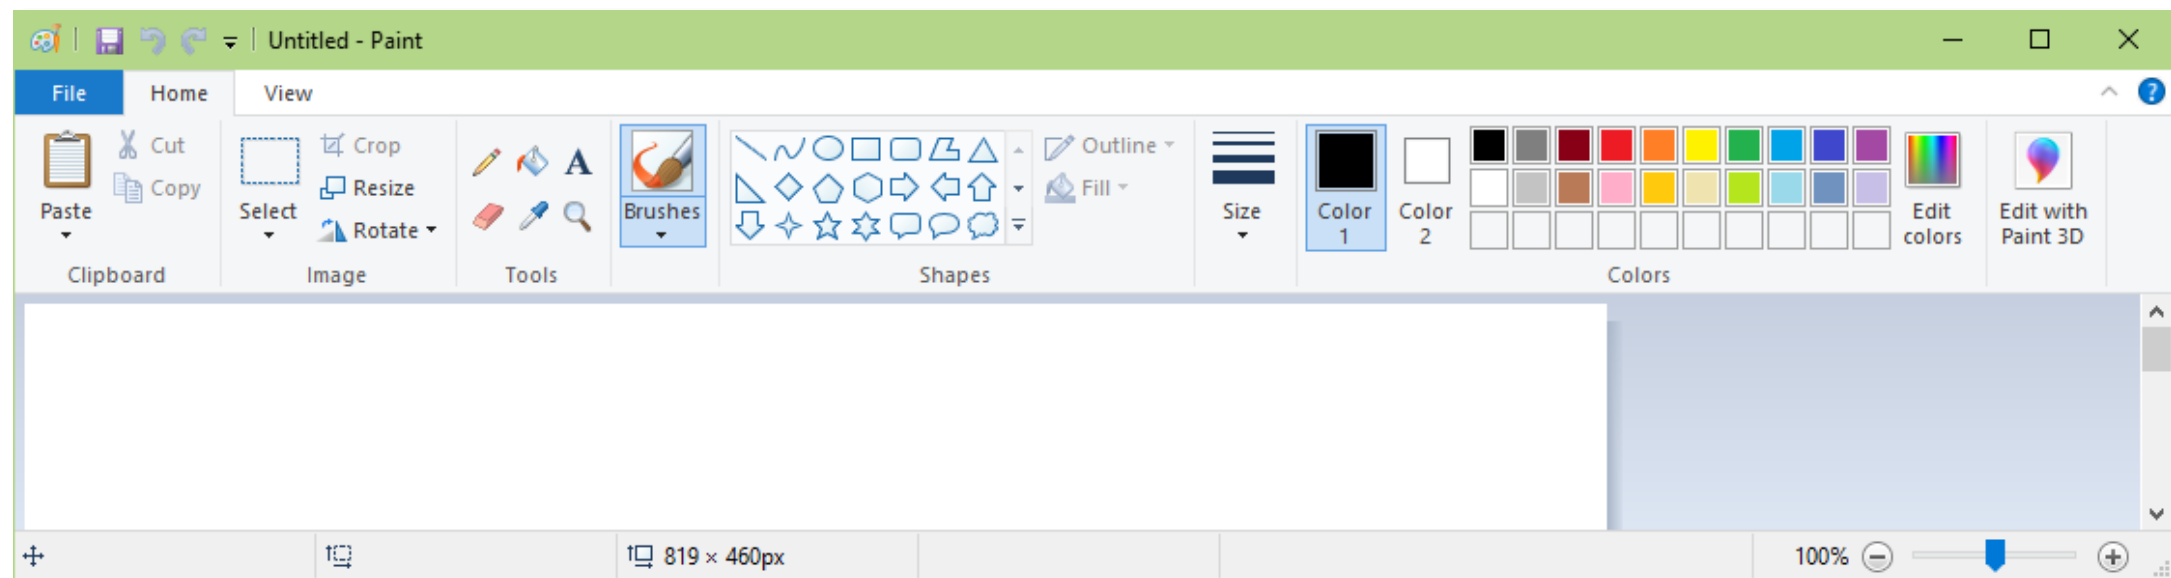 Untitled - Paint
File Home View
Paste
Cut
Copy
Clipboard
Select
Crop
Resize
Rotate
Image
A
Tools
Brushes
Outline
Fill
Shapes
Size
Color
1
Color
2
Edit
colors
Colors
Edit with
Paint 3D
?
819 × 460px
100%